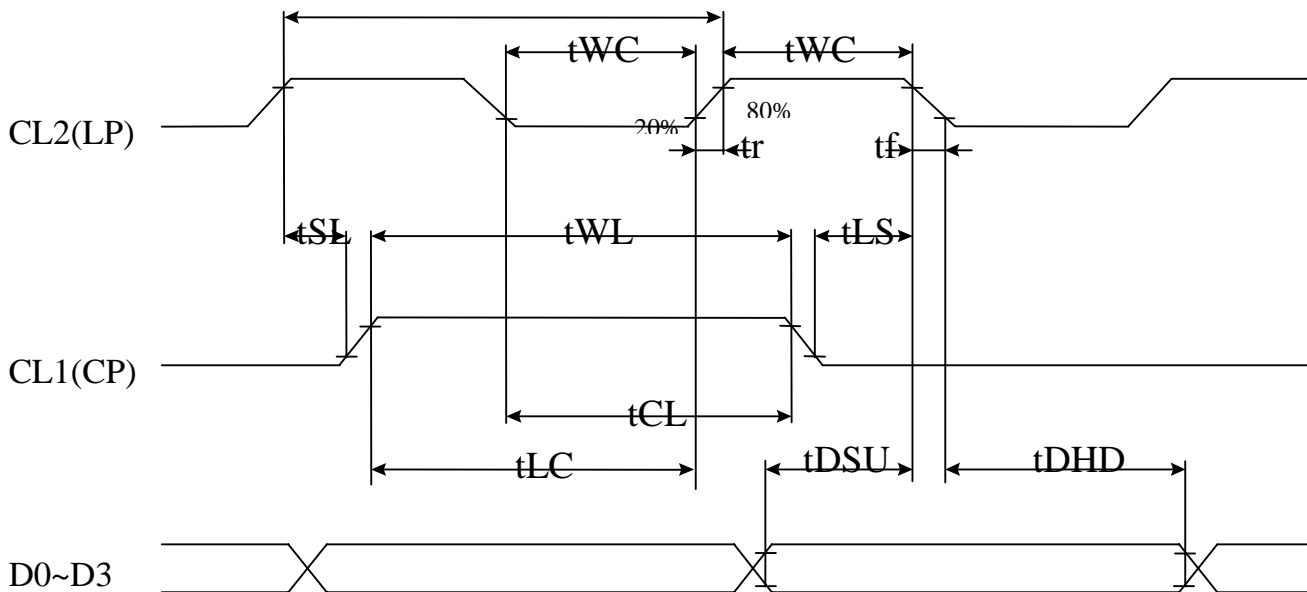 tWC tWC
CL2(LP) 20% 80%
tr tf
tSL tWL tLS
CL1(CP)
tCL
tLC tDSU tDHD
D0~D3